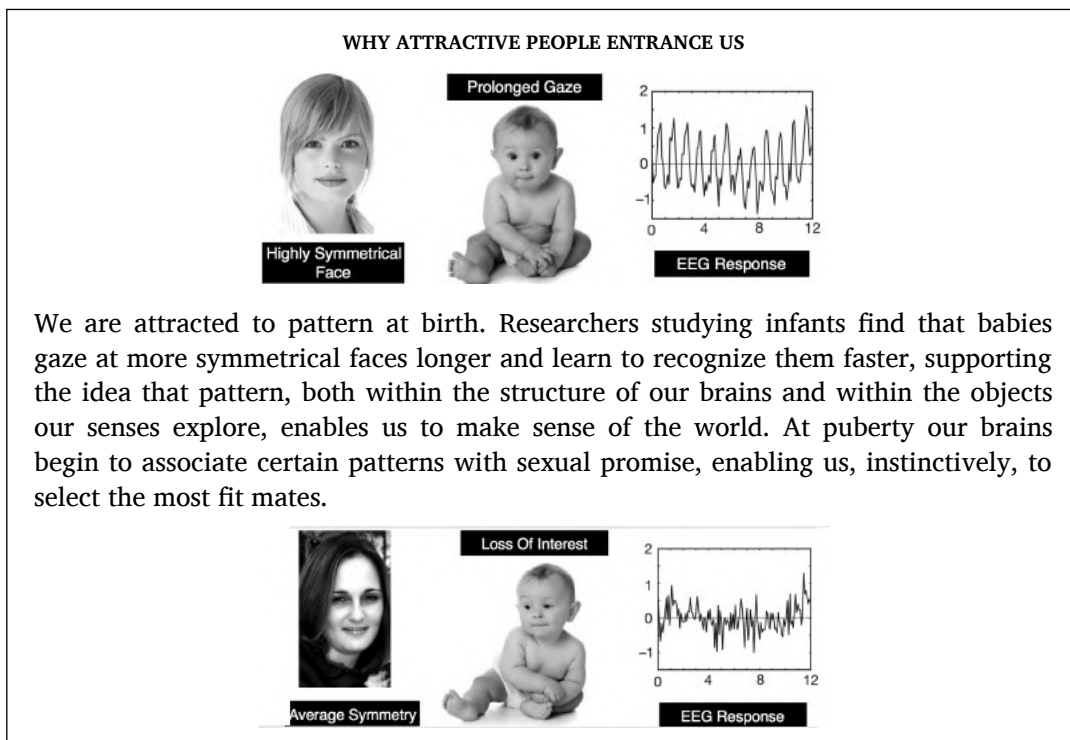 WHY ATTRACTIVE PEOPLE ENTRANCE US
Prolonged Gaze
2
1
0
−1
0 4 8 12
Highly Symmetrical
Face
EEG Response
We are attracted to pattern at birth. Researchers studying infants find that babies
gaze at more symmetrical faces longer and learn to recognize them faster, supporting
the idea that pattern, both within the structure of our brains and within the objects
our senses explore, enables us to make sense of the world. At puberty our brains
begin to associate certain patterns with sexual promise, enabling us, instinctively, to
select the most fit mates.
Loss Of Interest
2
1
0
−1
0 4 8 12
Average Symmetry
EEG Response